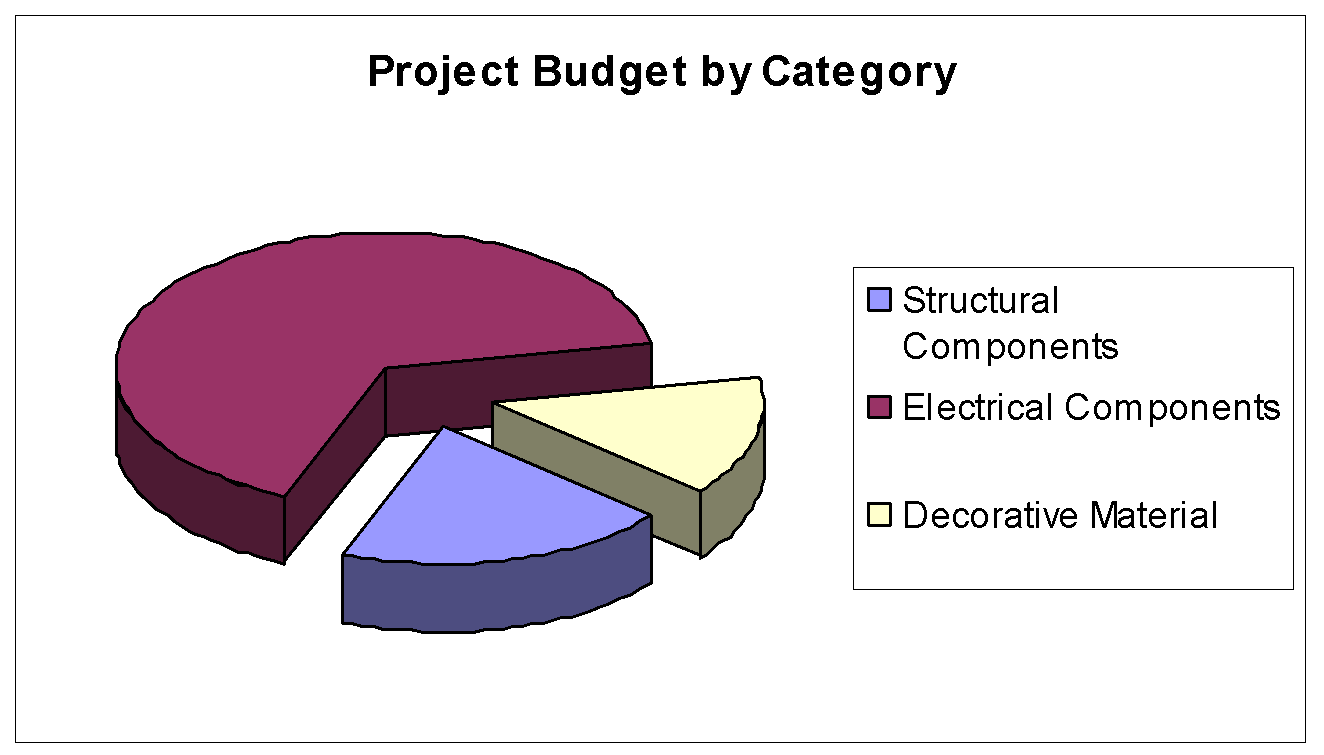 Project Budget by Category
Structural
Components
Electrical Components
Decorative Material